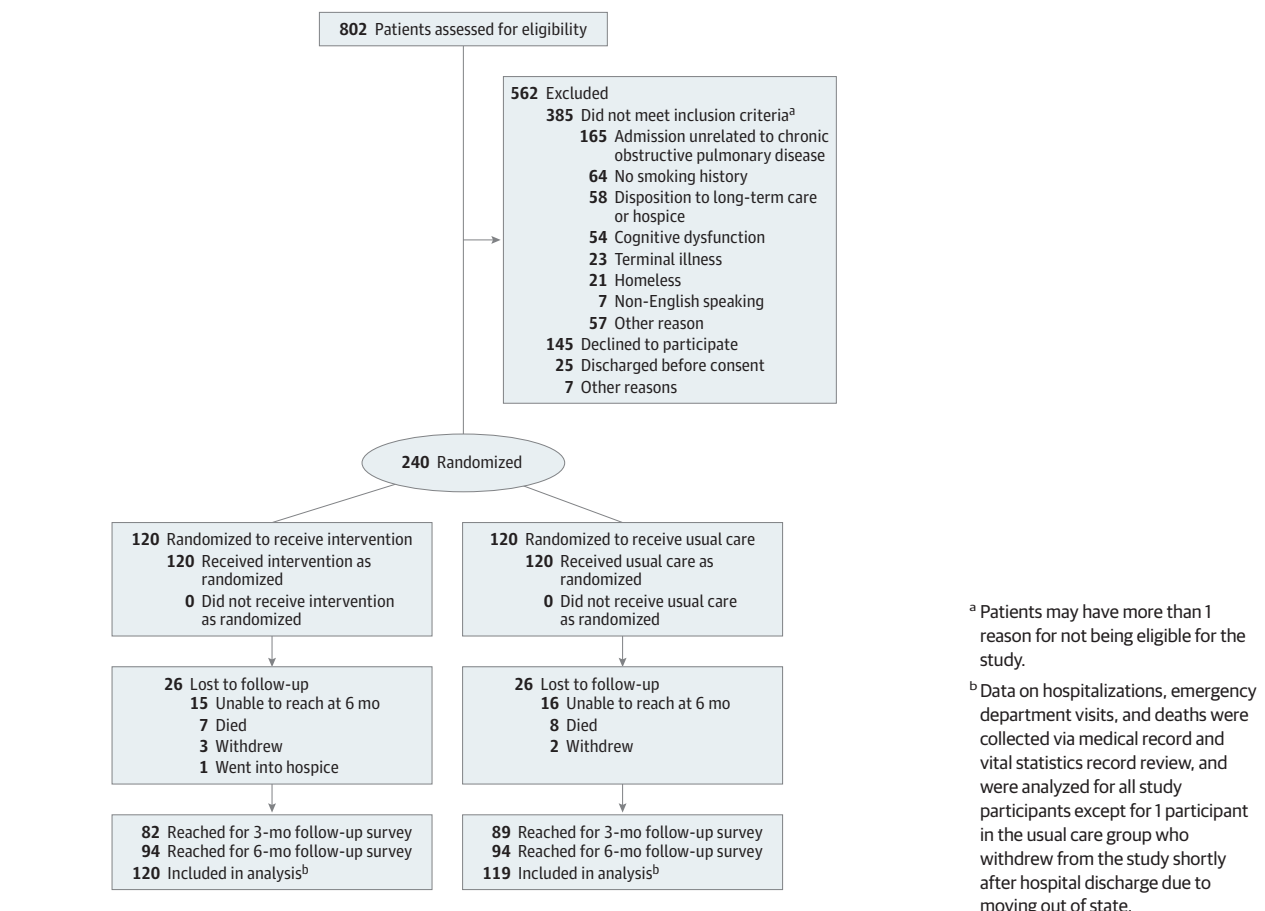 802 Patients assessed for eligibility
562 Excluded
385 Did not meet inclusion criteriaa
165 Admission unrelated to chronic
obstructive pulmonary disease
64 No smoking history
58 Disposition to long-term care
or hospice
54 Cognitive dysfunction
23 Terminal illness
21 Homeless
7 Non-English speaking
57 Other reason
145 Declined to participate
25 Discharged before consent
7 Other reasons
240 Randomized
120 Randomized to receive intervention
120 Received intervention as
randomized
0 Did not receive intervention
as randomized
120 Randomized to receive usual care
120 Received usual care as
randomized
0 Did not receive usual care
as randomized
26 Lost to follow-up
15 Unable to reach at 6 mo
7 Died
3 Withdrew
1 Went into hospice
26 Lost to follow-up
16 Unable to reach at 6 mo
8 Died
2 Withdrew
82 Reached for 3-mo follow-up survey
94 Reached for 6-mo follow-up survey
120 Included in analysisb
89 Reached for 3-mo follow-up survey
94 Reached for 6-mo follow-up survey
119 Included in analysisb
a Patients may have more than 1
reason for not being eligible for the
study.
b Data on hospitalizations, emergency
department visits, and deaths were
collected via medical record and
vital statistics record review, and
were analyzed for all study
participants except for 1 participant
in the usual care group who
withdrew from the study shortly
after hospital discharge due to
moving out of state.